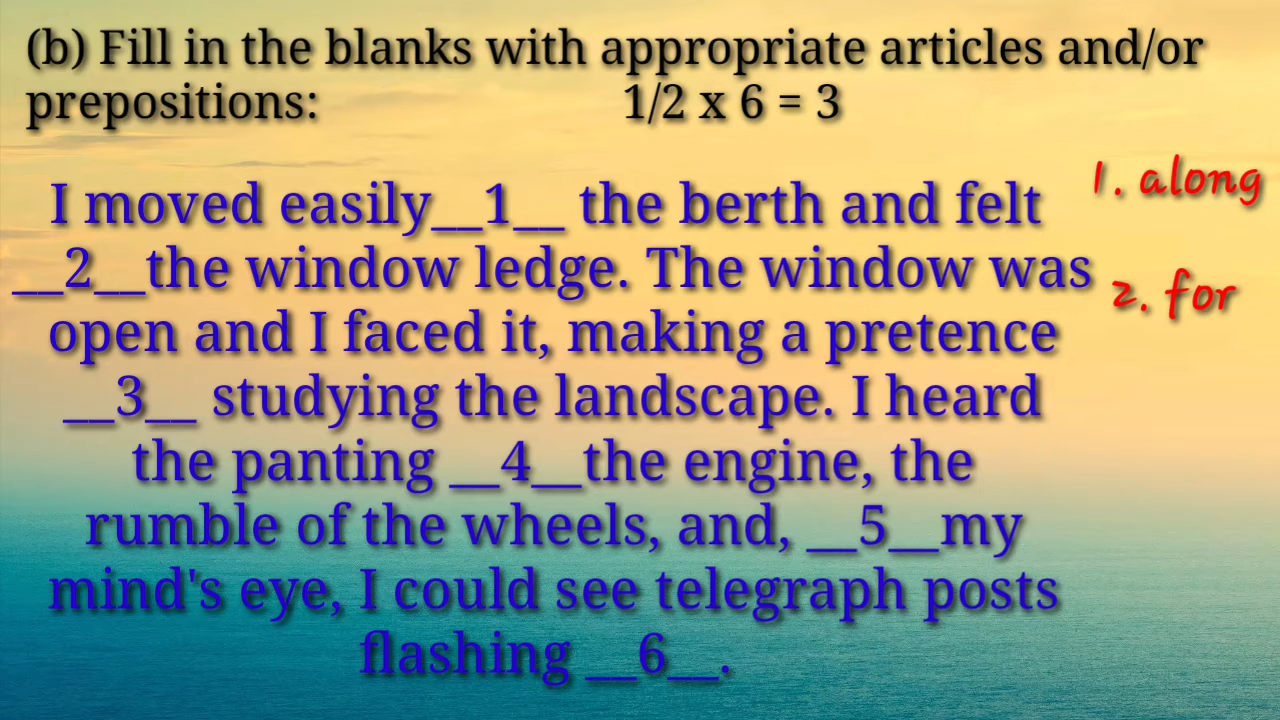 (b) Fill in the blanks with appropriate articles and/or
prepositions: 1/2 x 6 = 3
I moved easily__1__ the berth and felt
__2__the window ledge. The window was
open and I faced it, making a pretence
__3__ studying the landscape. I heard
the panting __4__the engine, the
rumble of the wheels, and, __5__my
mind's eye, I could see telegraph posts
flashing __6__.
1. along
2. for